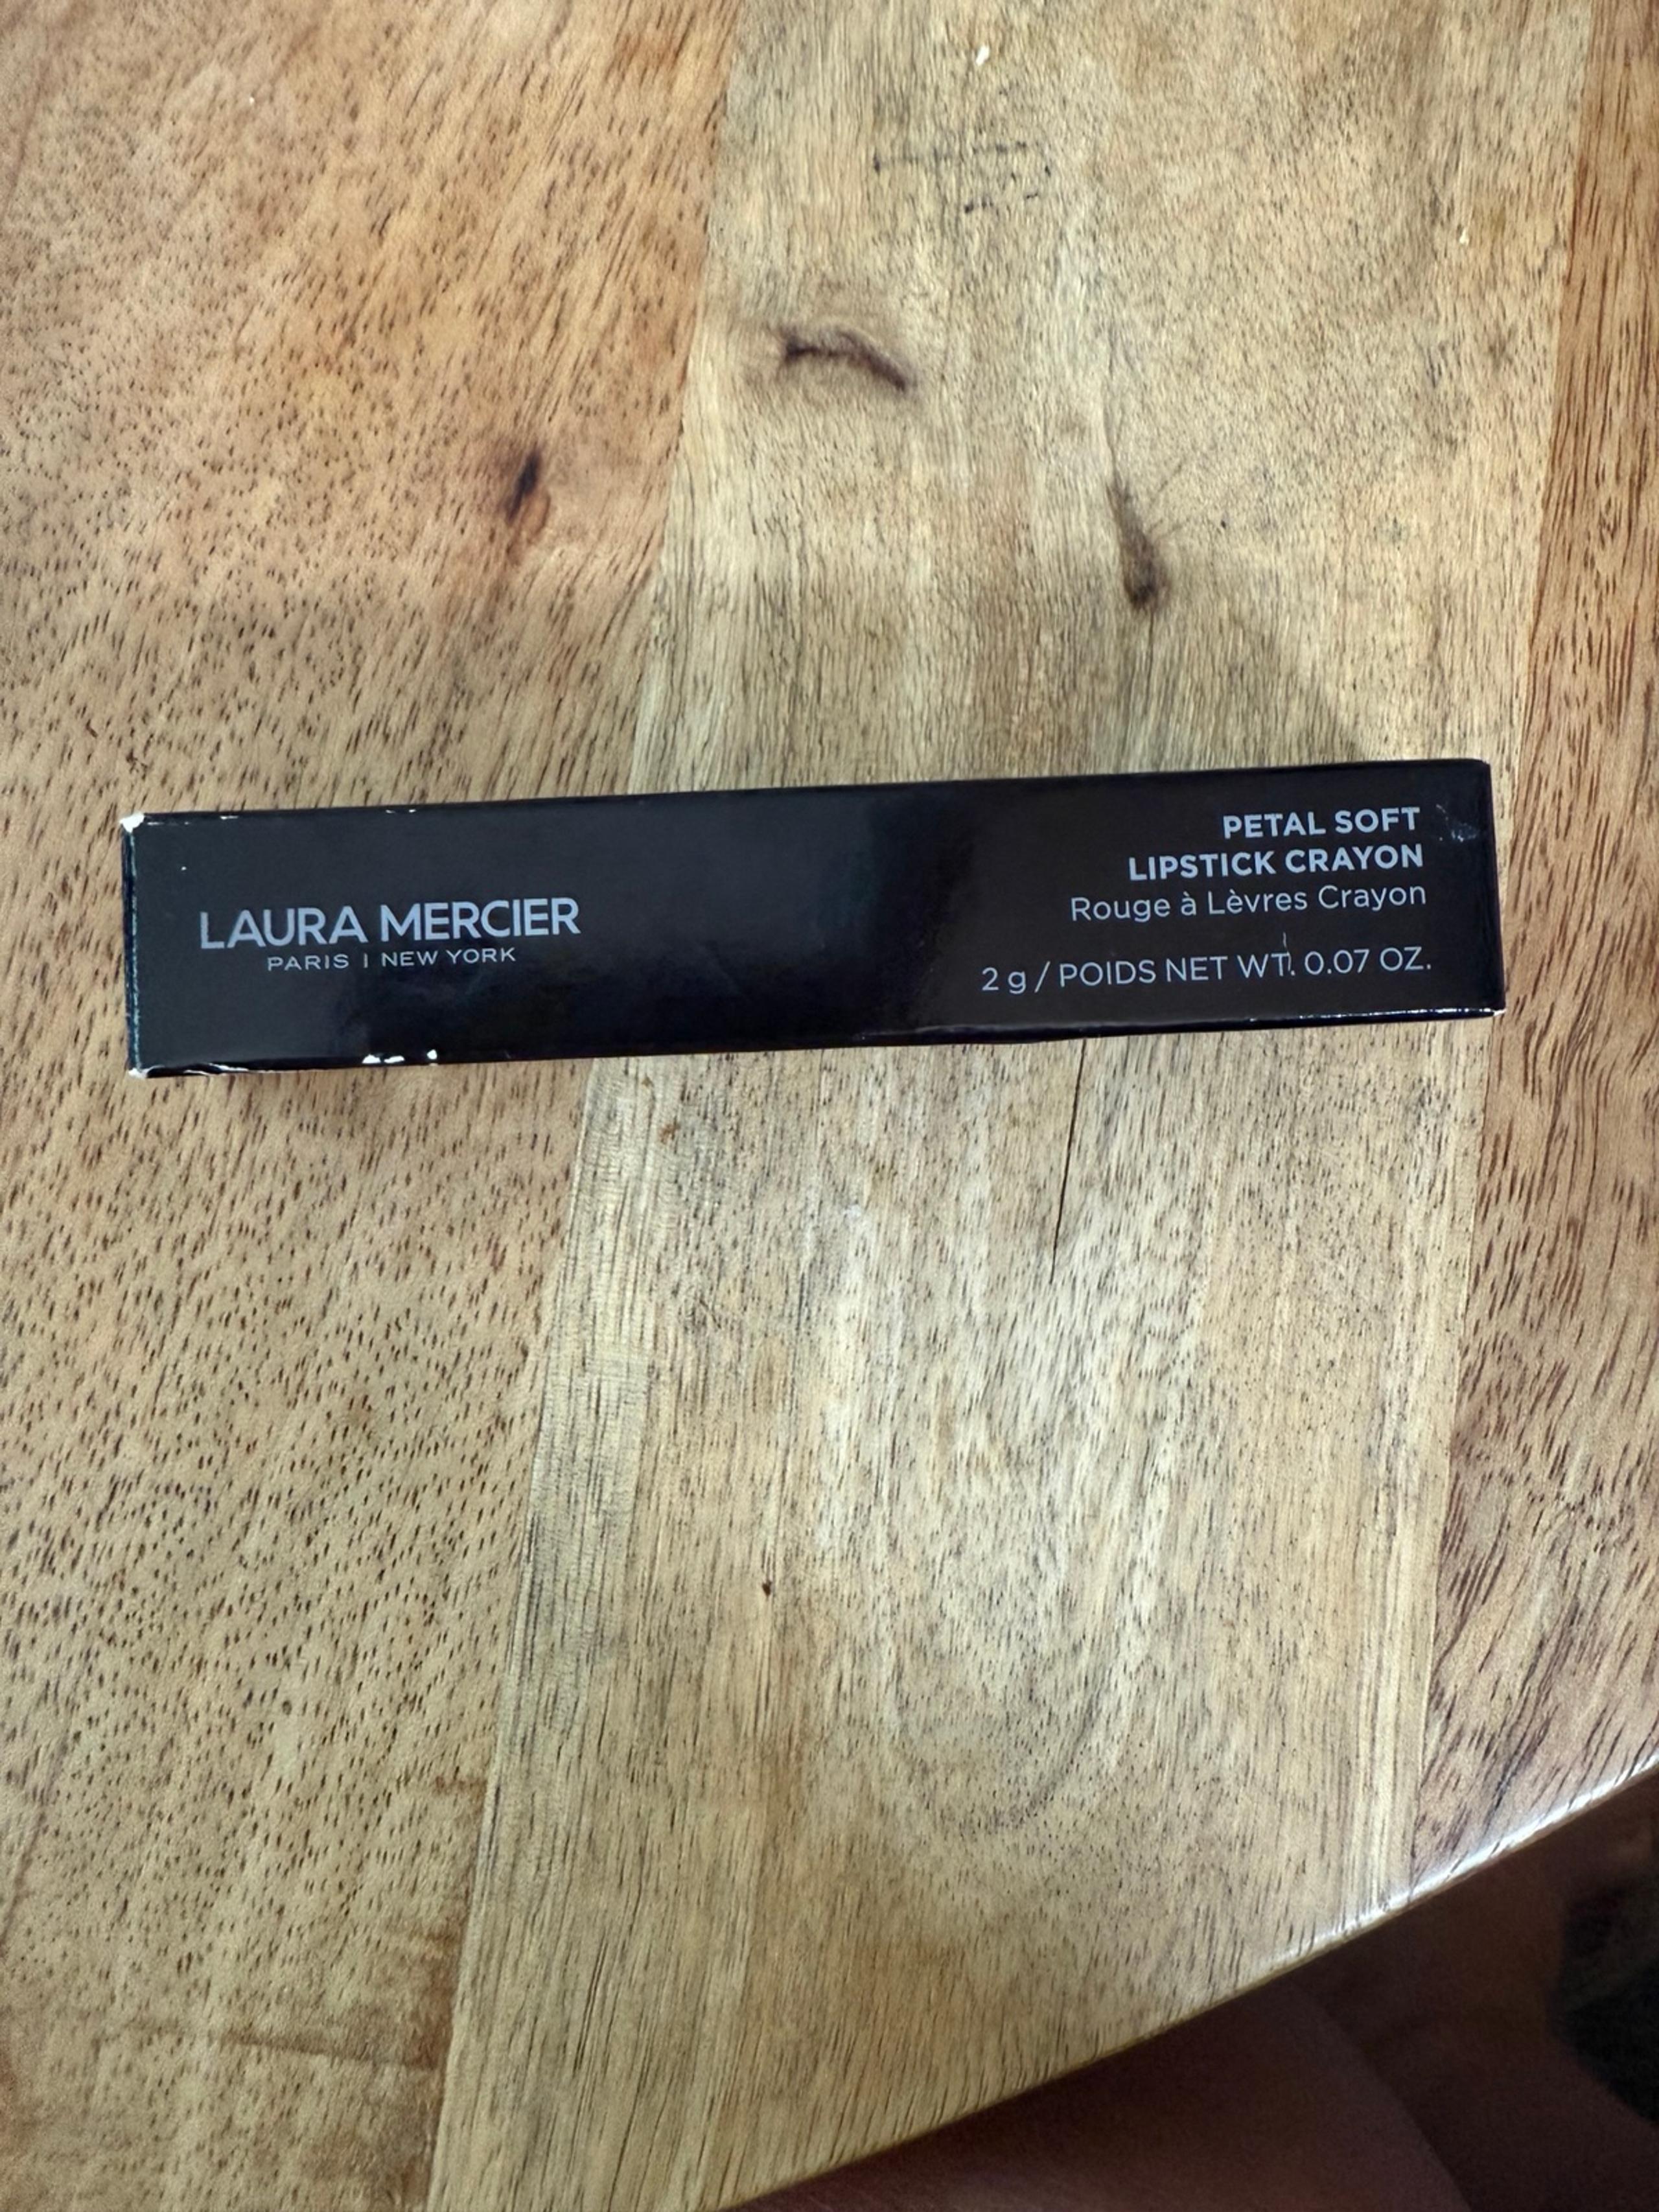 LAURA MERCIER
PARIS | NEW YORK
PETAL SOFT
LIPSTICK CRAYON
Rouge à Lèvres Crayon
2 g / POIDS NET WT. 0.07 OZ.